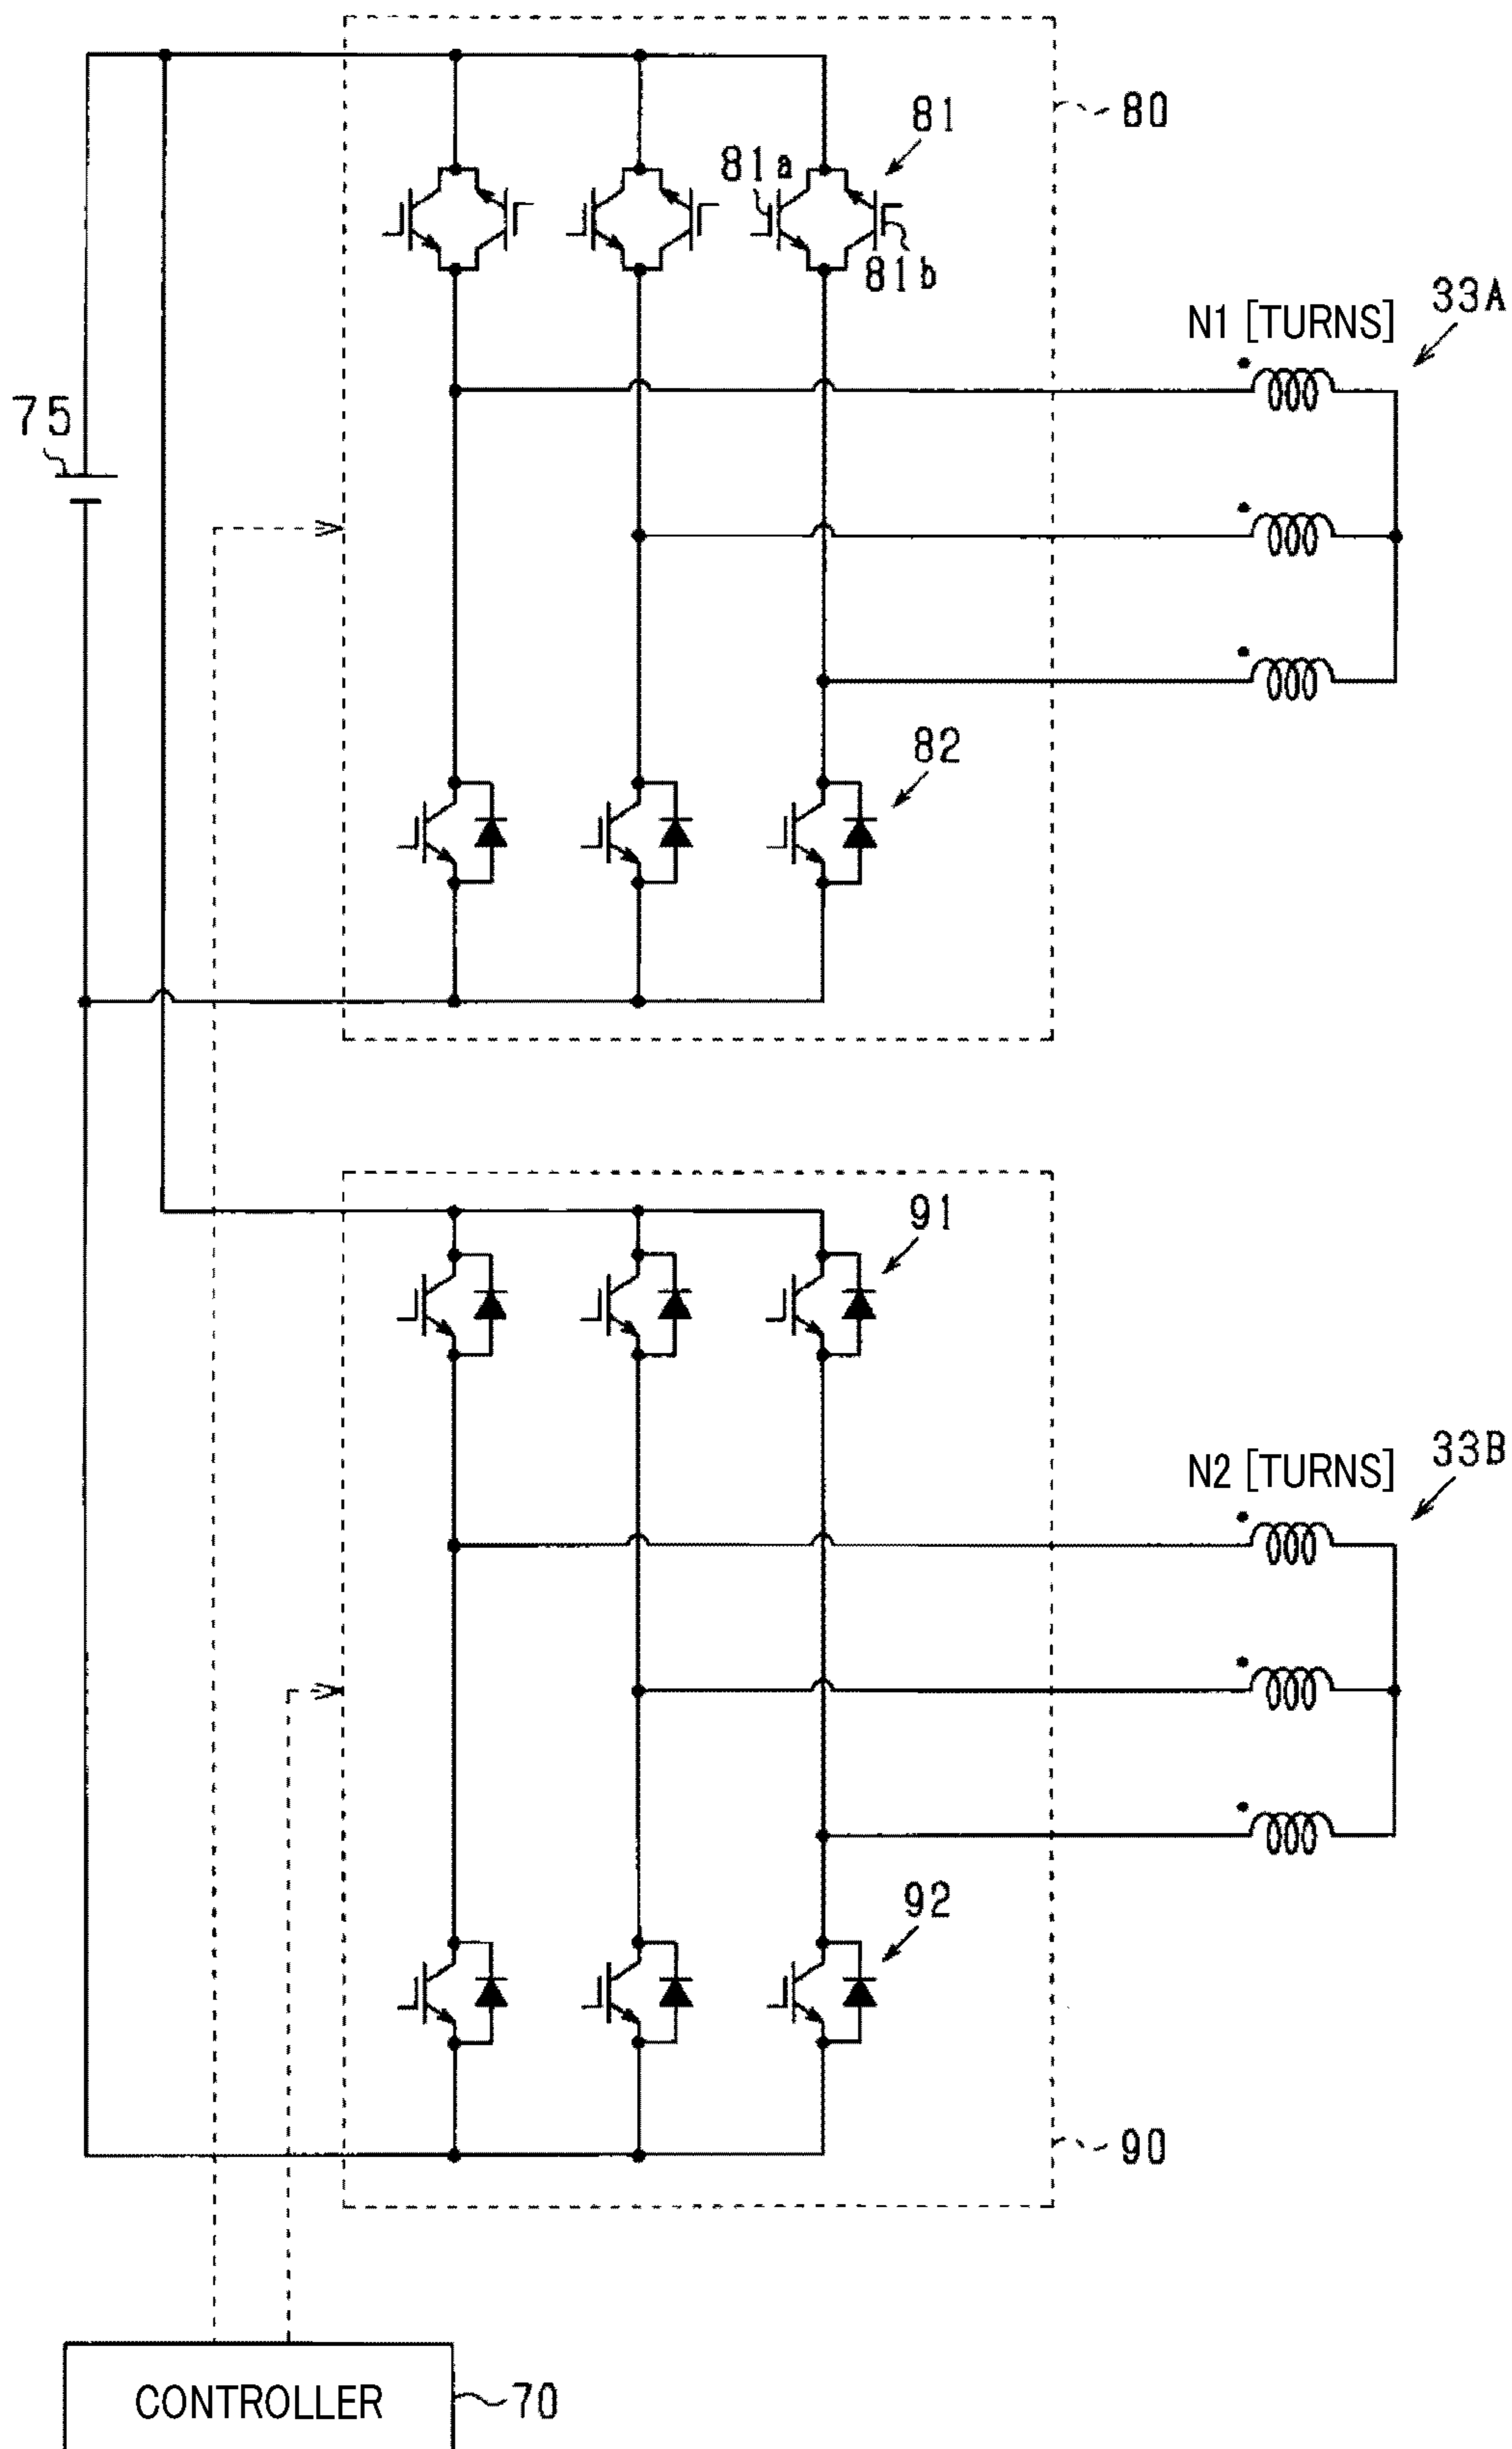 80
81
81a
81b
33A
N1 [TURNS]
75
82
91
33B
N2 [TURNS]
92
90
CONTROLLER
70